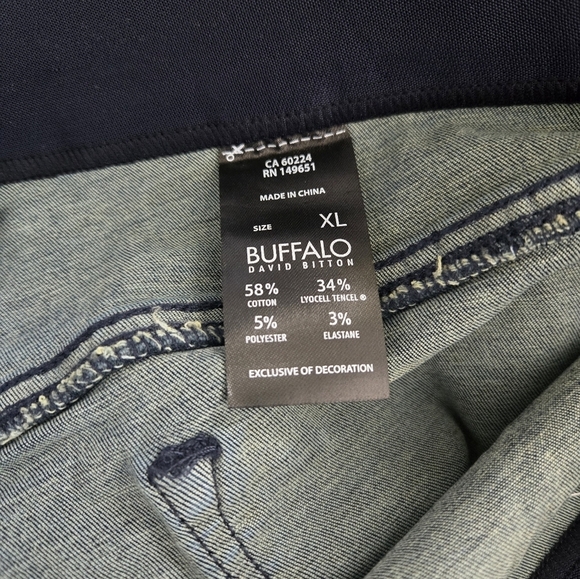 CA 60224
RN 149651
MADE IN CHINA
SIZE XL
BUFFALO
DAVID BITTON
58% 34%
COTTON LYOCELL TENCEL ®
5% 3%
POLYESTER ELASTANE
EXCLUSIVE OF DECORATION